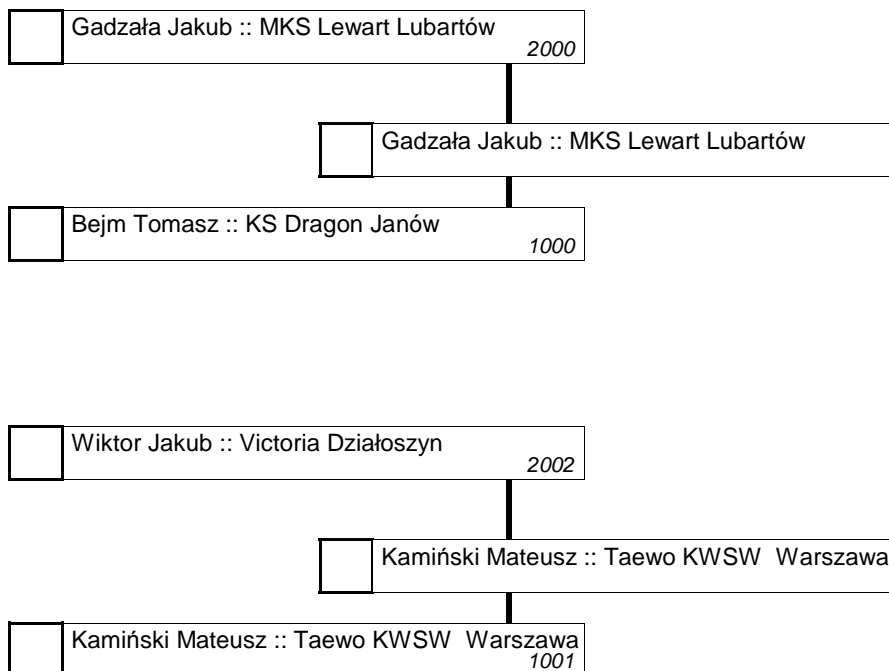 Gadzała Jakub :: MKS Lewart Lubartów
2000
Gadzała Jakub :: MKS Lewart Lubartów
Bejm Tomasz :: KS Dragon Janów
1000
Wiktor Jakub :: Victoria Działoszyn
2002
Kamiński Mateusz :: Taewo KWSW  Warszawa
Kamiński Mateusz :: Taewo KWSW  Warszawa
1001